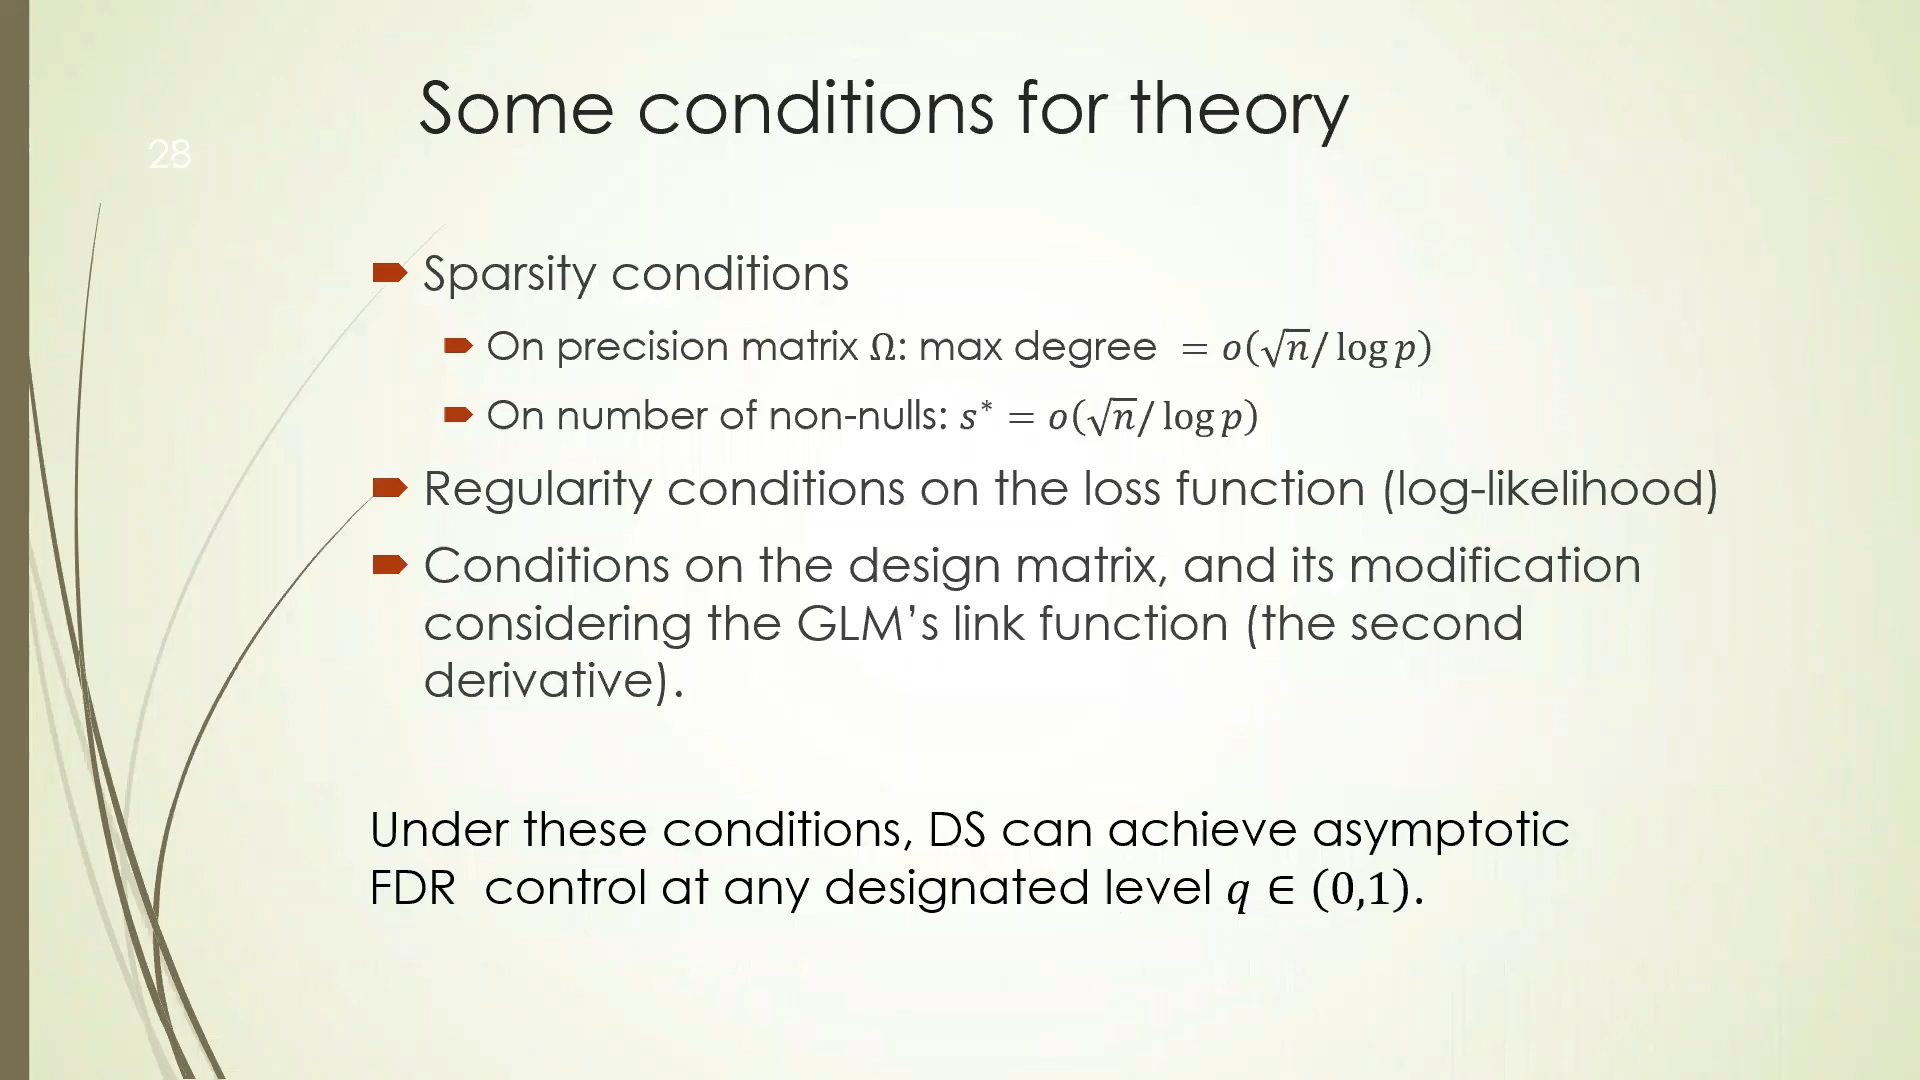 Some conditions for theory
28
Sparsity conditions
On precision matrix Ω: max degree = o(√n/ log p)
On number of non-nulls: s* = o(√n/ log p)
Regularity conditions on the loss function (log-likelihood)
Conditions on the design matrix, and its modification
considering the GLM’s link function (the second
derivative).
Under these conditions, DS can achieve asymptotic
FDR control at any designated level q ∈ (0,1).